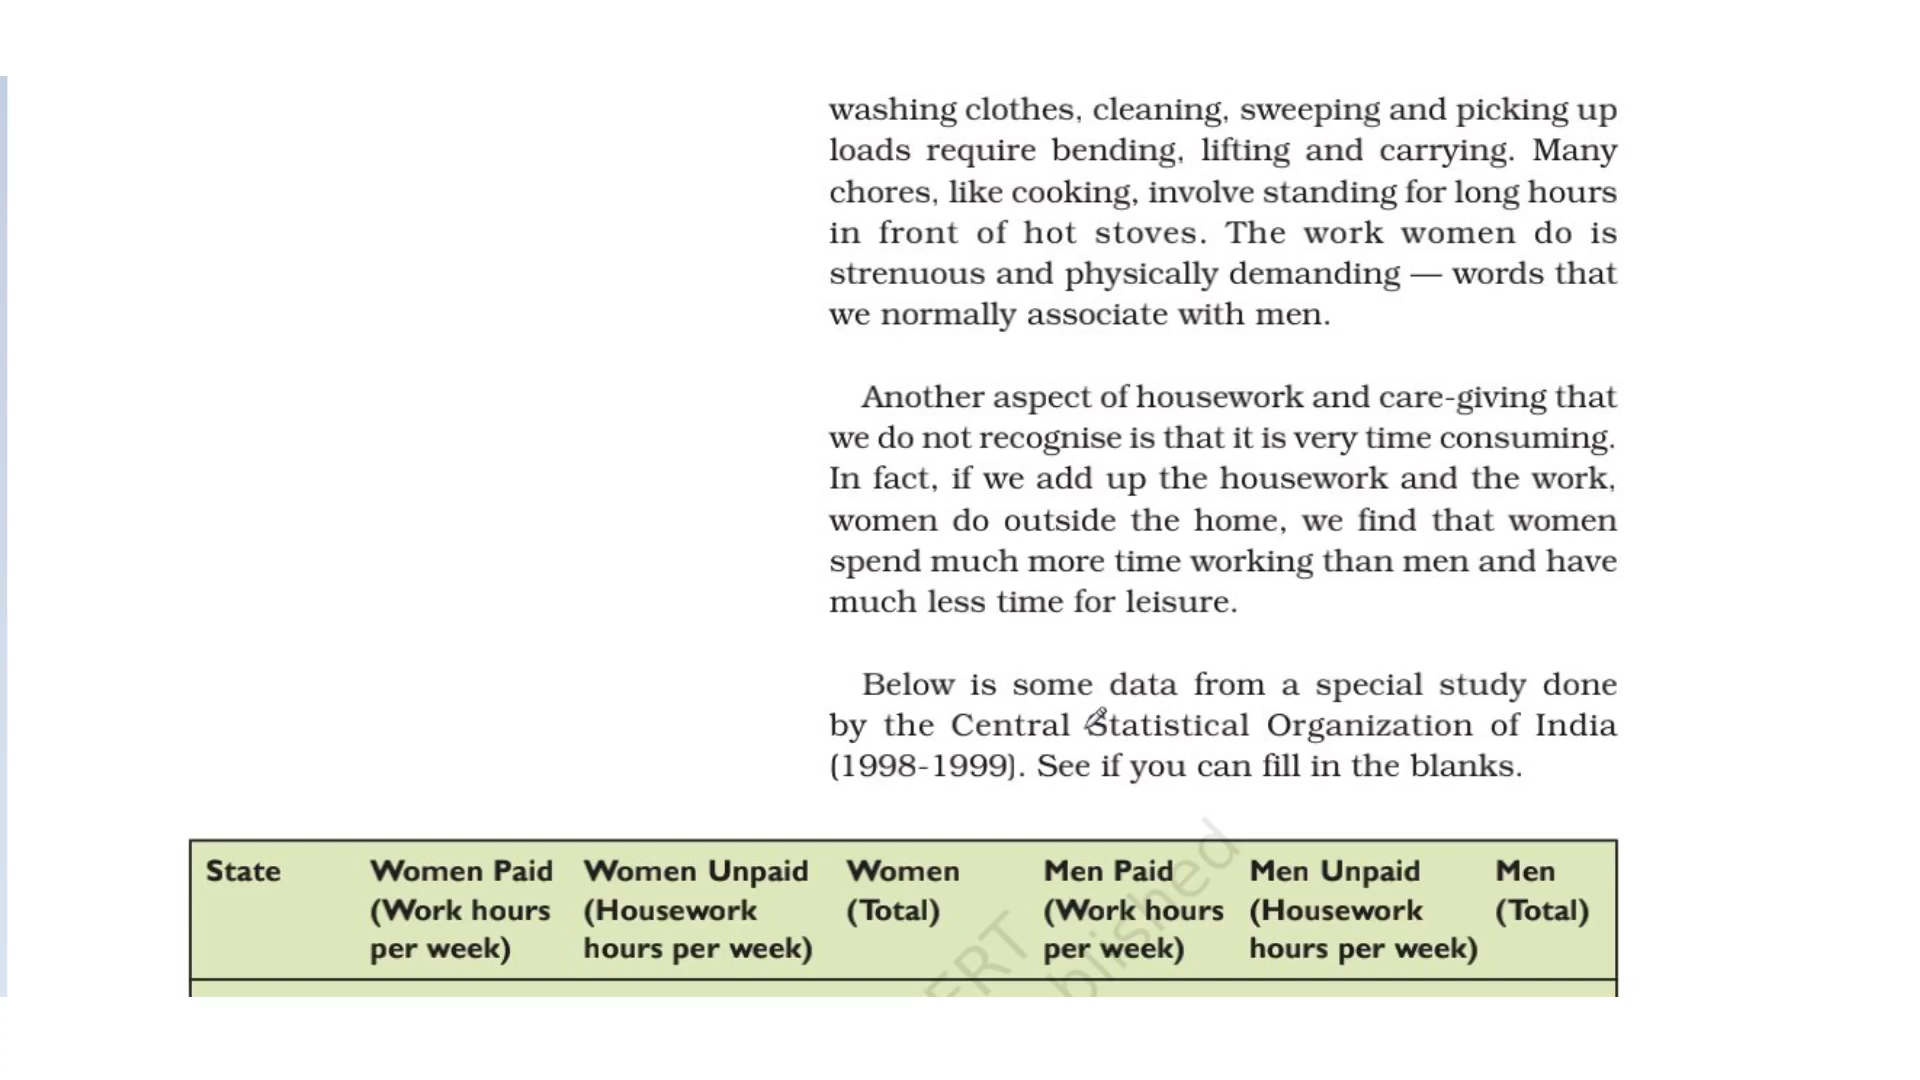 washing clothes, cleaning, sweeping and picking up
loads require bending, lifting and carrying. Many
chores, like cooking, involve standing for long hours
in front of hot stoves. The work women do is
strenuous and physically demanding — words that
we normally associate with men.
Another aspect of housework and care-giving that
we do not recognise is that it is very time consuming.
In fact, if we add up the housework and the work,
women do outside the home, we find that women
spend much more time working than men and have
much less time for leisure.
Below is some data from a special study done
by the Central Statistical Organization of India
(1998-1999). See if you can fill in the blanks.
State Women Paid Women Unpaid Women Men Paid Men Unpaid Men
(Work hours (Housework (Total) (Work hours (Housework (Total)
per week) hours per week) per week) hours per week)